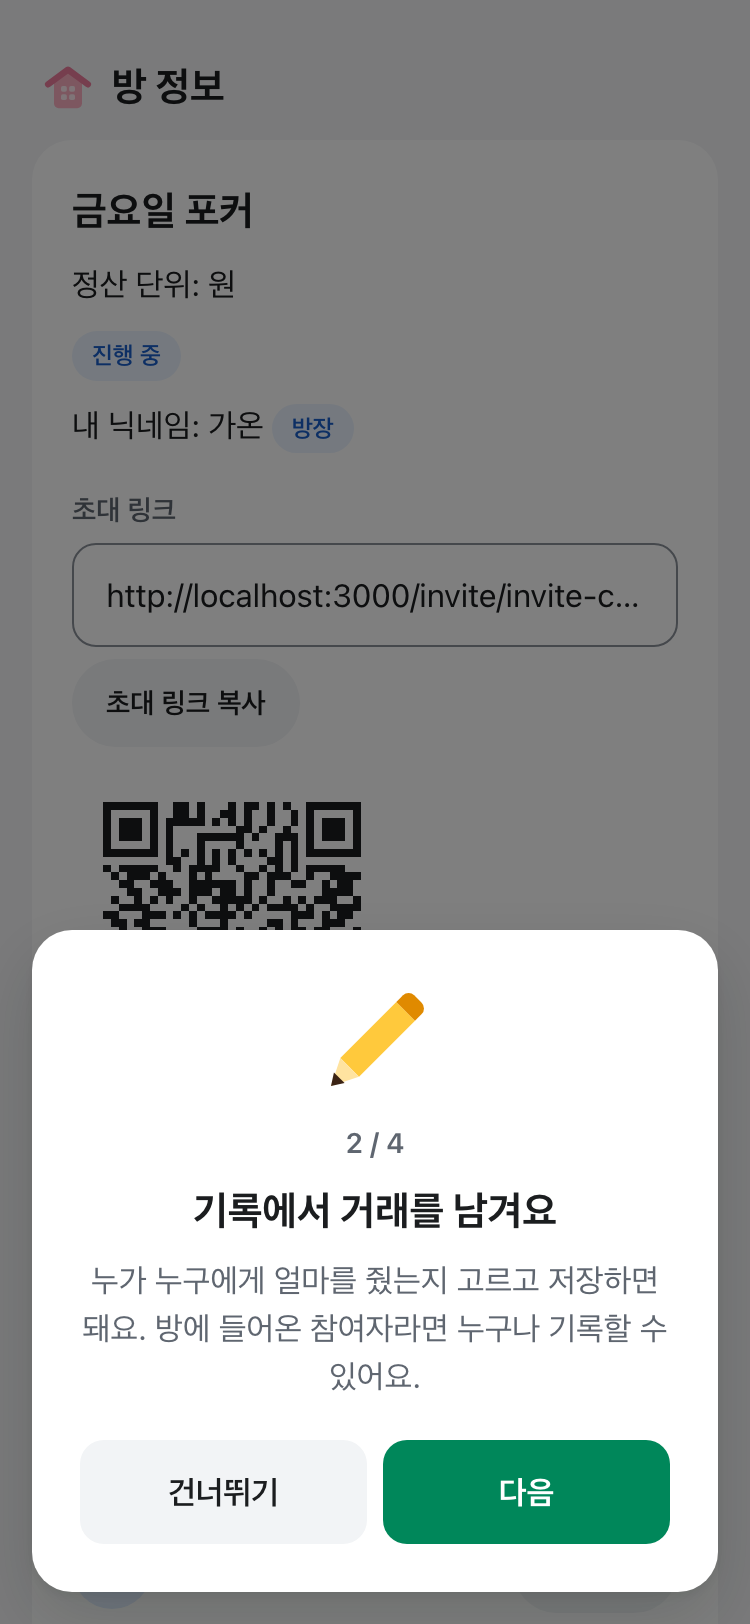 방 정보
금요일 포커
정산 단위: 원
진행 중
내 닉네임: 가온 방장
초대 링크
http://localhost:3000/invite/invite-c...
초대 링크 복사
2 / 4
기록에서 거래를 남겨요
누가 누구에게 얼마를 줬는지 고르고 저장하면
돼요. 방에 들어온 참여자라면 누구나 기록할 수
있어요.
건너뛰기 다음